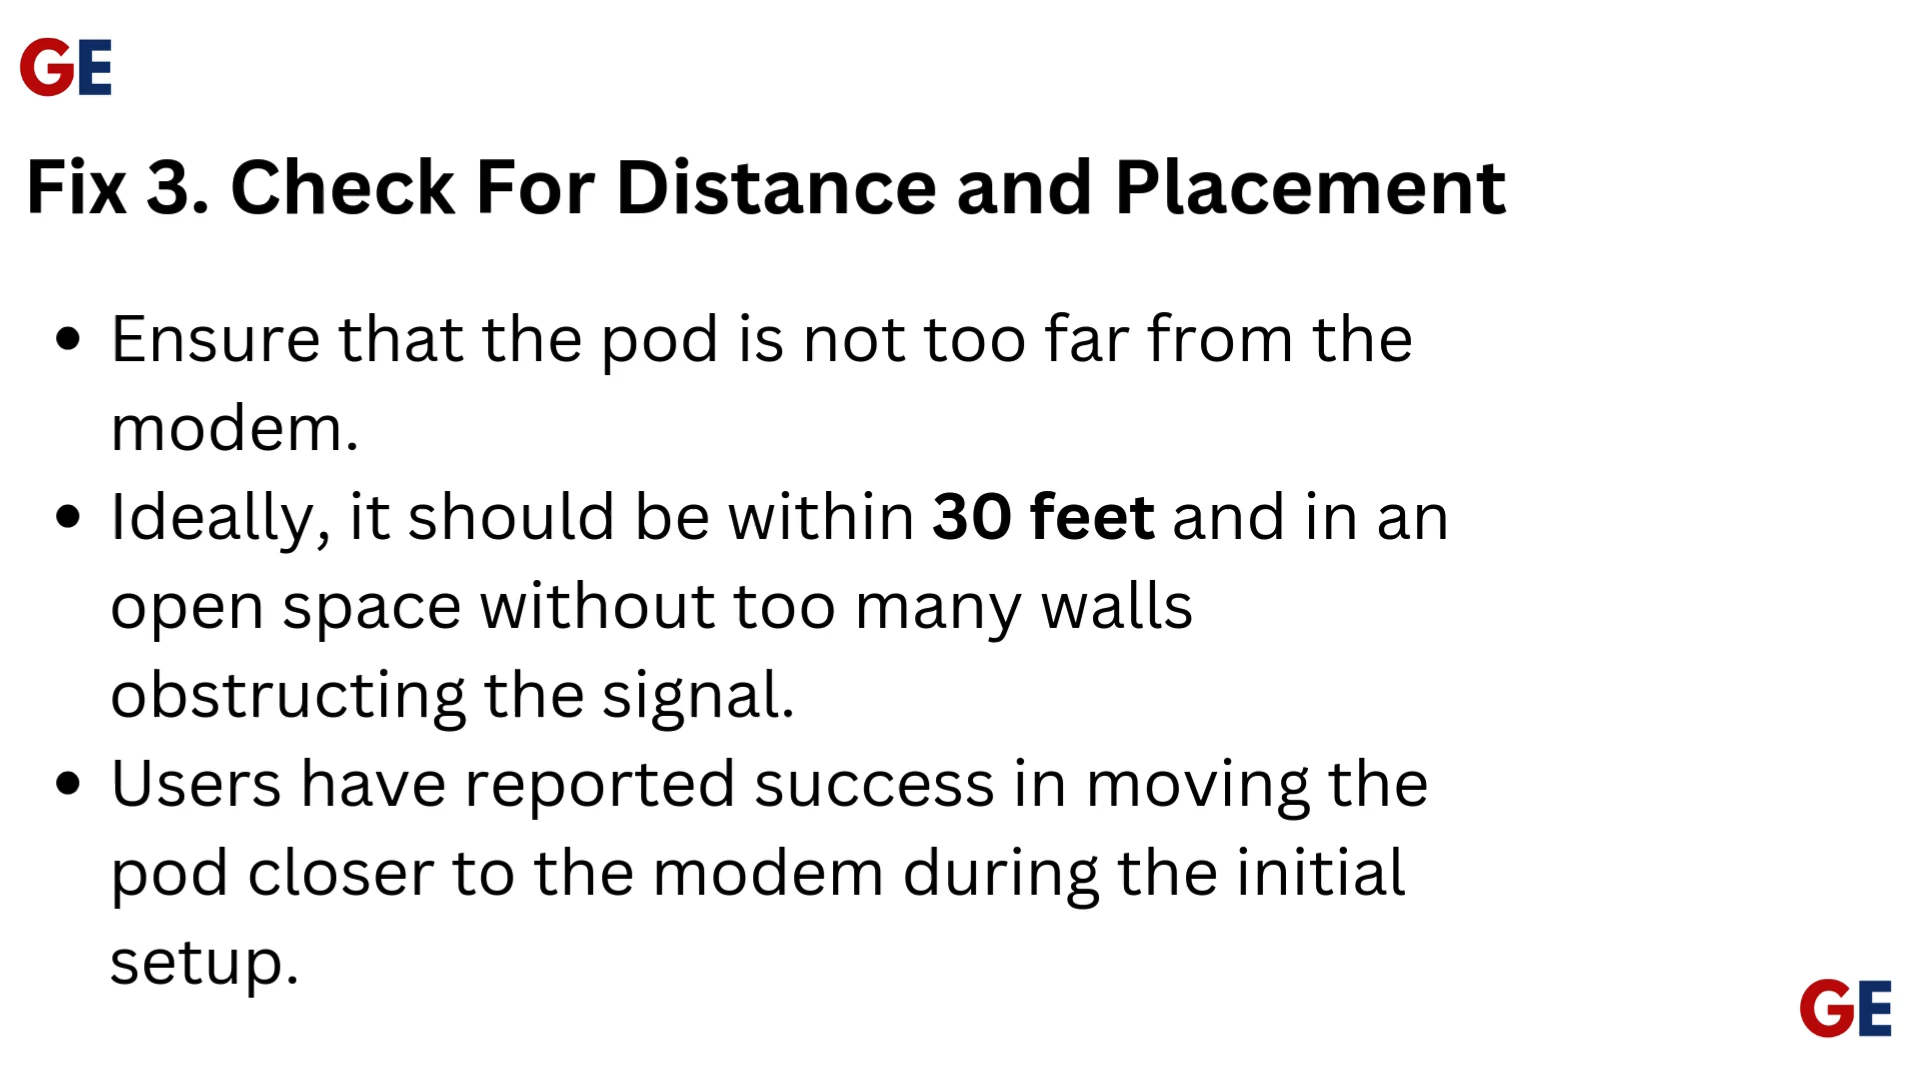 GE
Fix 3. Check For Distance and Placement
• Ensure that the pod is not too far from the
modem.
• Ideally, it should be within 30 feet and in an
open space without too many walls
obstructing the signal.
• Users have reported success in moving the
pod closer to the modem during the initial
setup.
GE